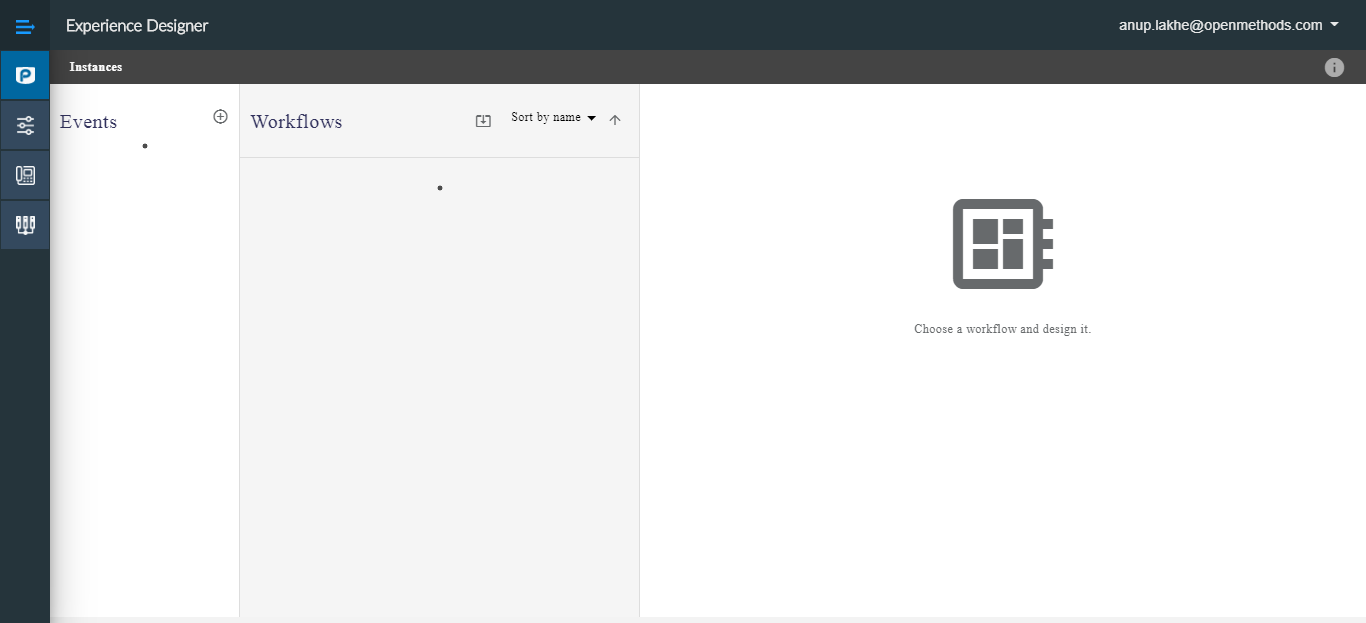 Experience Designer
anup.lakhe@openmethods.com
Instances
Events
Workflows
Sort by name
Choose a workflow and design it.